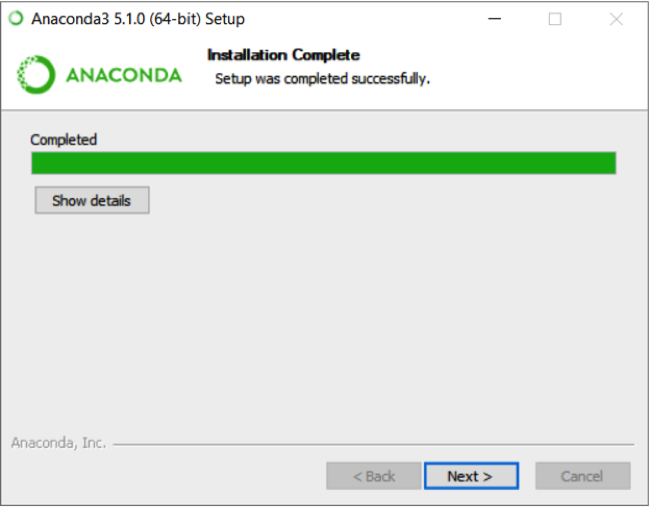 Anaconda3 5.1.0 (64-bit) Setup
Installation Complete
ANACONDA
Setup was completed successfully.
Completed
Show details
Anaconda, Inc.
< Back
Next >
Cancel